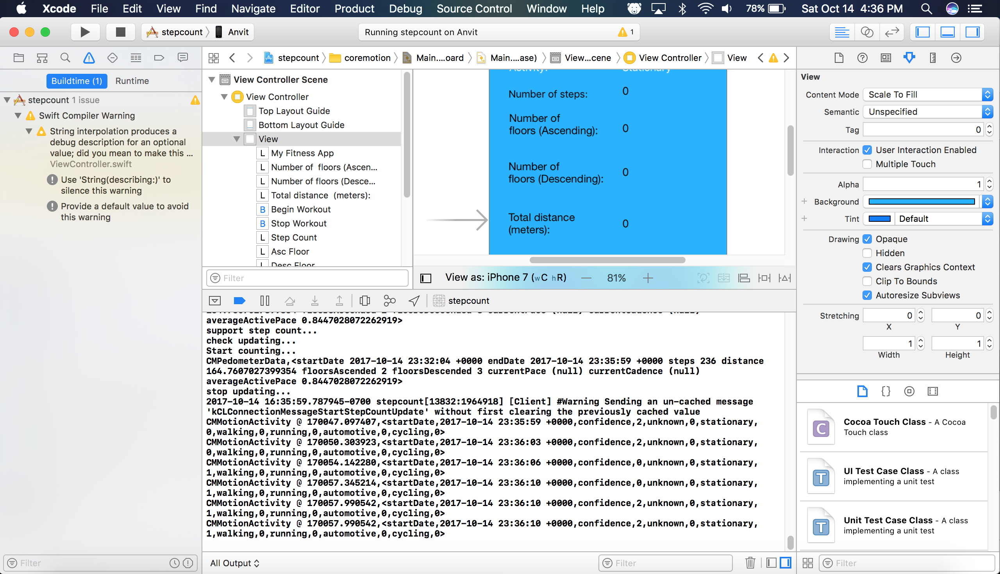 Xcode File Edit View Find Navigate Editor Product Debug Source Control Window Help 78% Sat Oct 14 4:36 PM
stepcount Anvit
Running stepcount on Anvit
1
stepcount coremotion Main....oard Main....ase) View...cene View Controller View
Buildtime (1) Runtime
stepcount 1 issue
Swift Compiler Warning
String interpolation produces a
debug description for an optional
value; did you mean to make this ...
ViewController.swift
Use 'String(describing:)' to
silence this warning
Provide a default value to avoid
this warning
Filter
View Controller Scene
View Controller
Top Layout Guide
Bottom Layout Guide
View
L My Fitness App
L Number of  floors (Ascen...
L Number of floors (Desce...
L Total distance  (meters):
B Begin Workout
B Stop Workout
L Step Count
L Asc Floor
L Desc Floor
Filter
Activity: Stationary
Number of steps: 0
Number of
floors (Ascending): 0
Number of
floors (Descending): 0
Total distance
(meters): 0
View as: iPhone 7 (wC hR) — 81% +
stepcount
averageActivePace 0.8447028072262919>
support step count...
check updating...
Start counting...
CMPedometerData,<startDate 2017-10-14 23:32:04 +0000 endDate 2017-10-14 23:35:59 +0000 steps 236 distance
164.7607027399354 floorsAscended 2 floorsDescended 3 currentPace (null) currentCadence (null)
averageActivePace 0.8447028072262919>
stop updating...
2017-10-14 16:35:59.787945-0700 stepcount[13832:1964918] [Client] #Warning Sending an un-cached message
'kCLConnectionMessageStartStepCountUpdate' without first clearing the previously cached value
CMMotionActivity @ 170047.097407,<startDate,2017-10-14 23:35:59 +0000,confidence,2,unknown,0,stationary,
0,walking,0,running,0,automotive,0,cycling,0>
CMMotionActivity @ 170050.303923,<startDate,2017-10-14 23:36:03 +0000,confidence,2,unknown,0,stationary,
0,walking,0,running,0,automotive,0,cycling,0>
CMMotionActivity @ 170054.142280,<startDate,2017-10-14 23:36:06 +0000,confidence,0,unknown,0,stationary,
1,walking,0,running,0,automotive,0,cycling,0>
CMMotionActivity @ 170057.345214,<startDate,2017-10-14 23:36:10 +0000,confidence,0,unknown,0,stationary,
1,walking,0,running,0,automotive,0,cycling,0>
CMMotionActivity @ 170057.990542,<startDate,2017-10-14 23:36:10 +0000,confidence,2,unknown,0,stationary,
1,walking,0,running,0,automotive,0,cycling,0>
CMMotionActivity @ 170057.990542,<startDate,2017-10-14 23:36:10 +0000,confidence,2,unknown,0,stationary,
1,walking,0,running,0,automotive,0,cycling,0>
All Output Filter
View
Content Mode Scale To Fill
Semantic Unspecified
Tag 0
Interaction User Interaction Enabled
Multiple Touch
Alpha 1
+ Background
+ Tint Default
Drawing Opaque
Hidden
Clears Graphics Context
Clip To Bounds
Autoresize Subviews
Stretching 0 0
X Y
1 1
Width Height
{}
C Cocoa Touch Class - A Cocoa
Touch class
T UI Test Case Class - A class
implementing a unit test
T Unit Test Case Class - A class
implementing a unit test
Filter